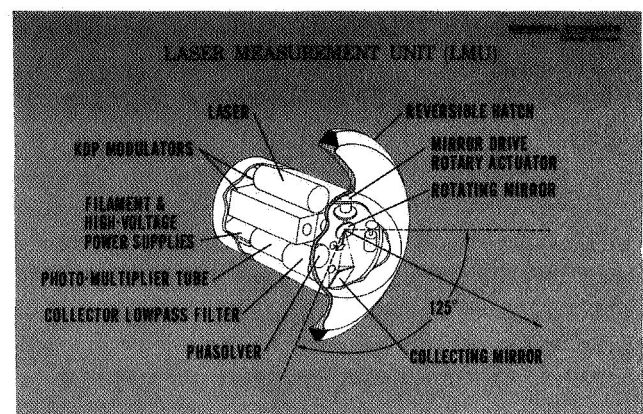 LASER MEASUREMENT UNIT (LMU)
LASER
REVERSIBLE HATCH
KDP MODULATORS
MIRROR DRIVE
ROTARY ACTUATOR
ROTATING MIRROR
FILAMENT &
HIGH-VOLTAGE
POWER SUPPLIES
PHOTO-MULTIPLIER TUBE
COLLECTOR LOWPASS FILTER
125°
PHASOLVER
COLLECTING MIRROR